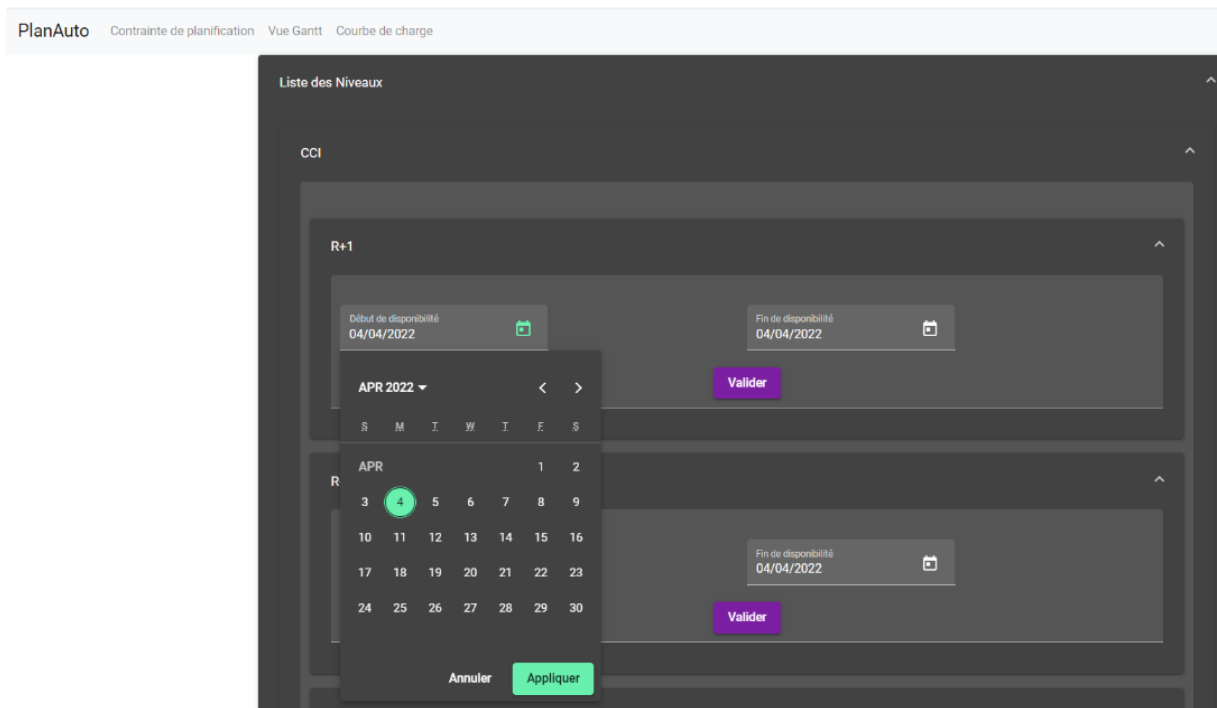 PlanAuto Contrainte de planification Vue Gantt Courbe de charge
Liste des Niveaux
CCI
R+1
Début de disponibilité
04/04/2022
Fin de disponibilité
04/04/2022
Valider
APR 2022
S M T W T F S
APR 1 2
3 4 5 6 7 8 9
10 11 12 13 14 15 16
17 18 19 20 21 22 23
24 25 26 27 28 29 30
Annuler Appliquer
R
Fin de disponibilité
04/04/2022
Valider